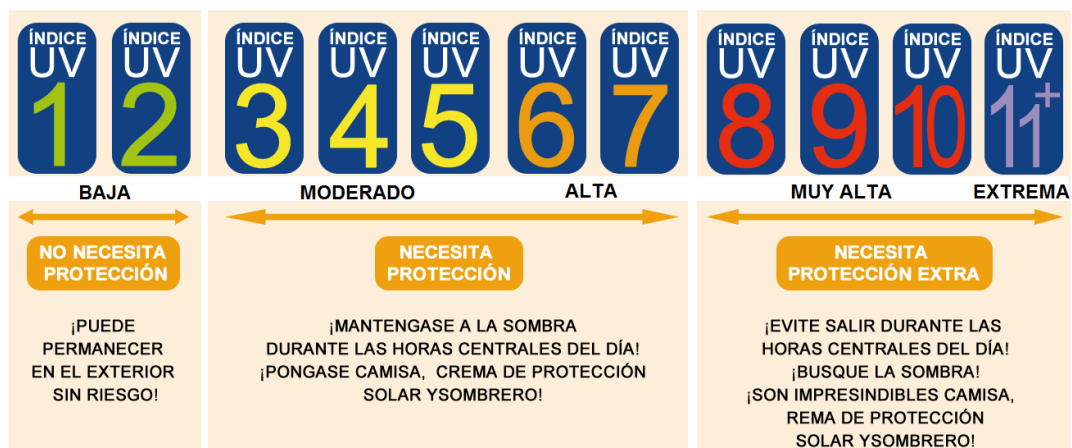 ÍNDICE UV 1
ÍNDICE UV 2
ÍNDICE UV 3
ÍNDICE UV 4
ÍNDICE UV 5
ÍNDICE UV 6
ÍNDICE UV 7
ÍNDICE UV 8
ÍNDICE UV 9
ÍNDICE UV 10
ÍNDICE UV 11+
BAJA
MODERADO
ALTA
MUY ALTA
EXTREMA
NO NECESITA
PROTECCIÓN
¡PUEDE
PERMANECER
EN EL EXTERIOR
SIN RIESGO!
NECESITA
PROTECCIÓN
¡MANTENGASE A LA SOMBRA
DURANTE LAS HORAS CENTRALES DEL DÍA!
¡PONGASE CAMISA, CREMA DE PROTECCIÓN
SOLAR YSOMBRERO!
NECESITA
PROTECCIÓN EXTRA
¡EVITE SALIR DURANTE LAS
HORAS CENTRALES DEL DÍA!
¡BUSQUE LA SOMBRA!
¡SON IMPRESINDIBLES CAMISA,
REMA DE PROTECCIÓN
SOLAR YSOMBRERO!